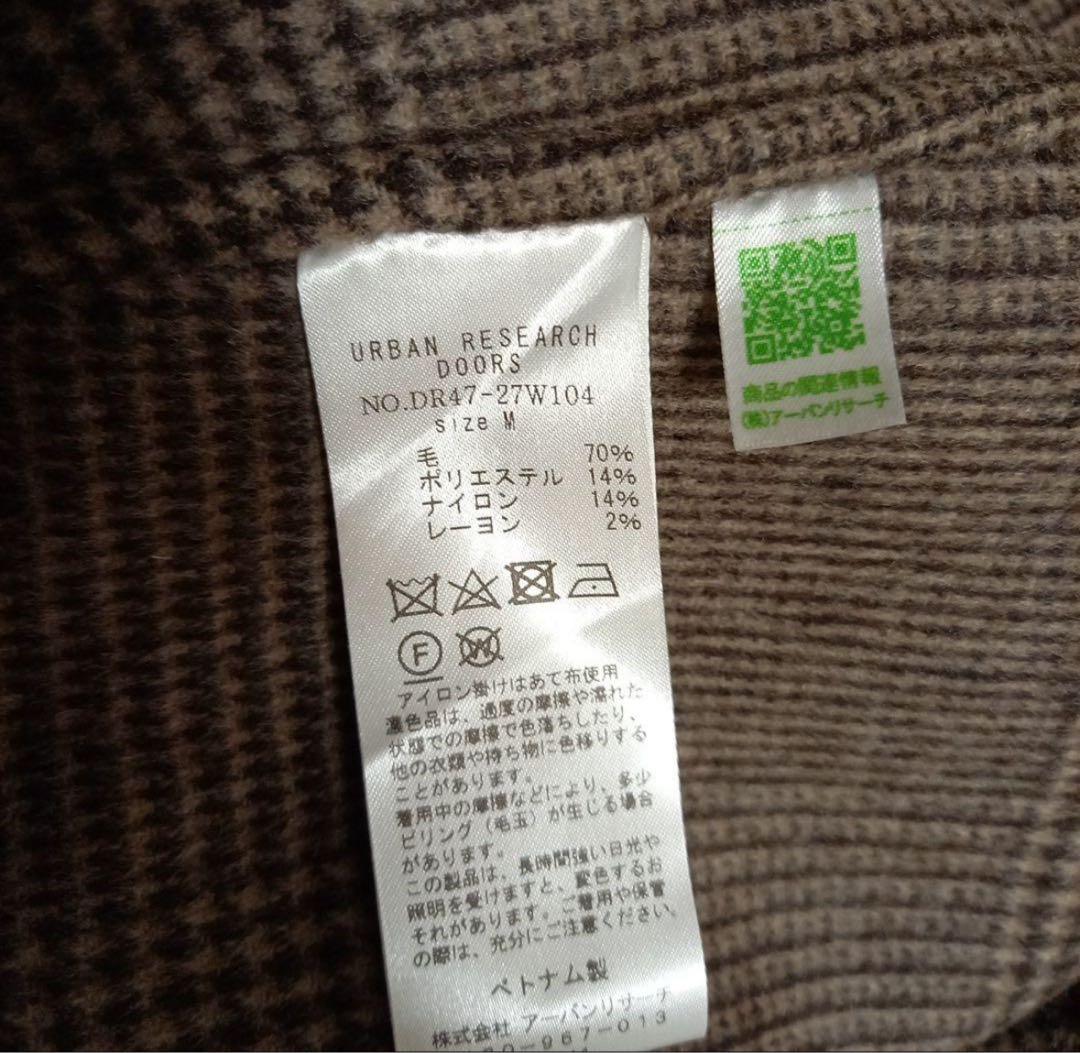 URBAN RESEARCH
DOORS
NO.DR47-27W104
size M
毛 70%
ポリエステル 14%
ナイロン 14%
レーヨン 2%
F
W
アイロン掛けはあて布使用
濃色品は、過度の摩擦や濡れた
状態での摩擦で色落ちしたり、
他の衣類や持ち物に色移りする
ことがあります。
着用中の摩擦などにより、多少
ピリング（毛玉）が生じる場合
があります。
この製品は、長時間強い日光や
照明を受けますと、変色するお
それがあります。ご着用や保管
の際は、充分にご注意ください。
ベトナム製
株式会社 アーバンリサーチ
-967-013
商品の関連情報
(株)アーバンリサーチ